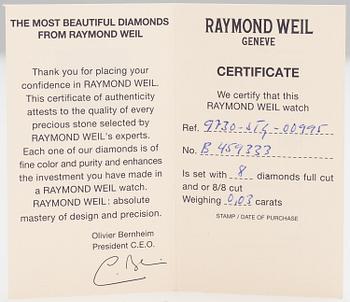 THE MOST BEAUTIFUL DIAMONDS
FROM RAYMOND WEIL
Thank you for placing your
confidence in RAYMOND WEIL.
This certificate of authenticity
attests to the quality of every
precious stone selected by
RAYMOND WEIL's experts.
Each one of our diamonds is of
fine color and purity and enhances
the investment you have made in
a RAYMOND WEIL watch.
RAYMOND WEIL: absolute
mastery of design and precision.
Olivier Bernheim
President C.E.O.
RAYMOND WEIL
GENEVE
CERTIFICATE
We certify that this
RAYMOND WEIL watch
Ref. 9730-STG-00995
No. B 459333
Is set with 8 diamonds full cut
and or 8/8 cut
Weighing 0,03 carats
STAMP / DATE OF PURCHASE